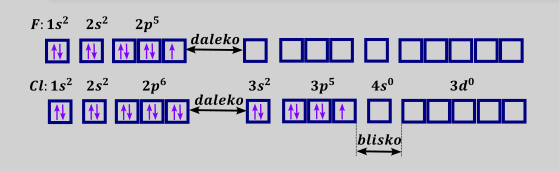 F: 1s² 2s² 2p⁵
daleko
Cl: 1s² 2s² 2p⁶ 3s² 3p⁵ 4s⁰ 3d⁰
daleko
blisko